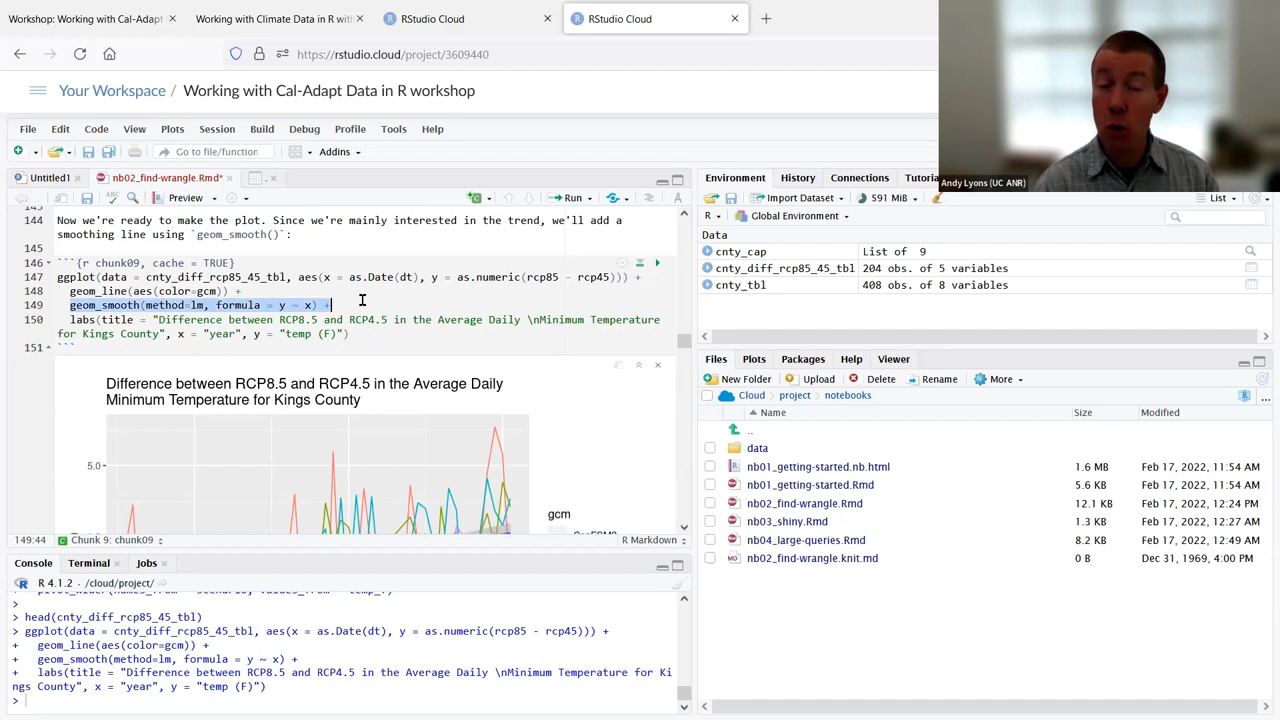 Workshop: Working with Cal-Adapt
Working with Climate Data in R wit
RStudio Cloud
RStudio Cloud
https://rstudio.cloud/project/3609440
Your Workspace / Working with Cal-Adapt Data in R workshop
File Edit Code View Plots Session Build Debug Profile Tools Help
Go to file/function Addins
Untitled1 nb02_find-wrangle.Rmd*
Preview Run
144 Now we're ready to make the plot. Since we're mainly interested in the trend, we'll add a
smoothing line using `geom_smooth()`:
145
146 ```{r chunk09, cache = TRUE}
147 ggplot(data = cnty_diff_rcp85_45_tbl, aes(x = as.Date(dt), y = as.numeric(rcp85 - rcp45))) +
148 geom_line(aes(color=gcm)) +
149 geom_smooth(method=lm, formula = y ~ x) +
150 labs(title = "Difference between RCP8.5 and RCP4.5 in the Average Daily \nMinimum Temperature
for Kings County", x = "year", y = "temp (F)")
151 ```
Difference between RCP8.5 and RCP4.5 in the Average Daily
Minimum Temperature for Kings County
5.0
gcm
149:44 Chunk 9: chunk09 R Markdown
Console Terminal Jobs
R 4.1.2 · /cloud/project/
>
> head(cnty_diff_rcp85_45_tbl)
> ggplot(data = cnty_diff_rcp85_45_tbl, aes(x = as.Date(dt), y = as.numeric(rcp85 - rcp45))) +
+ geom_line(aes(color=gcm)) +
+ geom_smooth(method=lm, formula = y ~ x) +
+ labs(title = "Difference between RCP8.5 and RCP4.5 in the Average Daily \nMinimum Temperature for Ki
ngs County", x = "year", y = "temp (F)")
>
Andy Lyons (UC ANR)
Environment History Connections Tutoria
Import Dataset 591 MiB List
R Global Environment
Data
cnty_cap List of 9
cnty_diff_rcp85_45_tbl 204 obs. of 5 variables
cnty_tbl 408 obs. of 8 variables
Files Plots Packages Help Viewer
New Folder Upload Delete Rename More
Cloud project notebooks
Name Size Modified
..
data
nb01_getting-started.nb.html 1.6 MB Feb 17, 2022, 11:54 AM
nb01_getting-started.Rmd 5.6 KB Feb 17, 2022, 11:54 AM
nb02_find-wrangle.Rmd 12.1 KB Feb 17, 2022, 12:24 PM
nb03_shiny.Rmd 1.3 KB Feb 17, 2022, 12:27 AM
nb04_large-queries.Rmd 8.2 KB Feb 17, 2022, 12:49 AM
nb02_find-wrangle.knit.md 0 B Dec 31, 1969, 4:00 PM